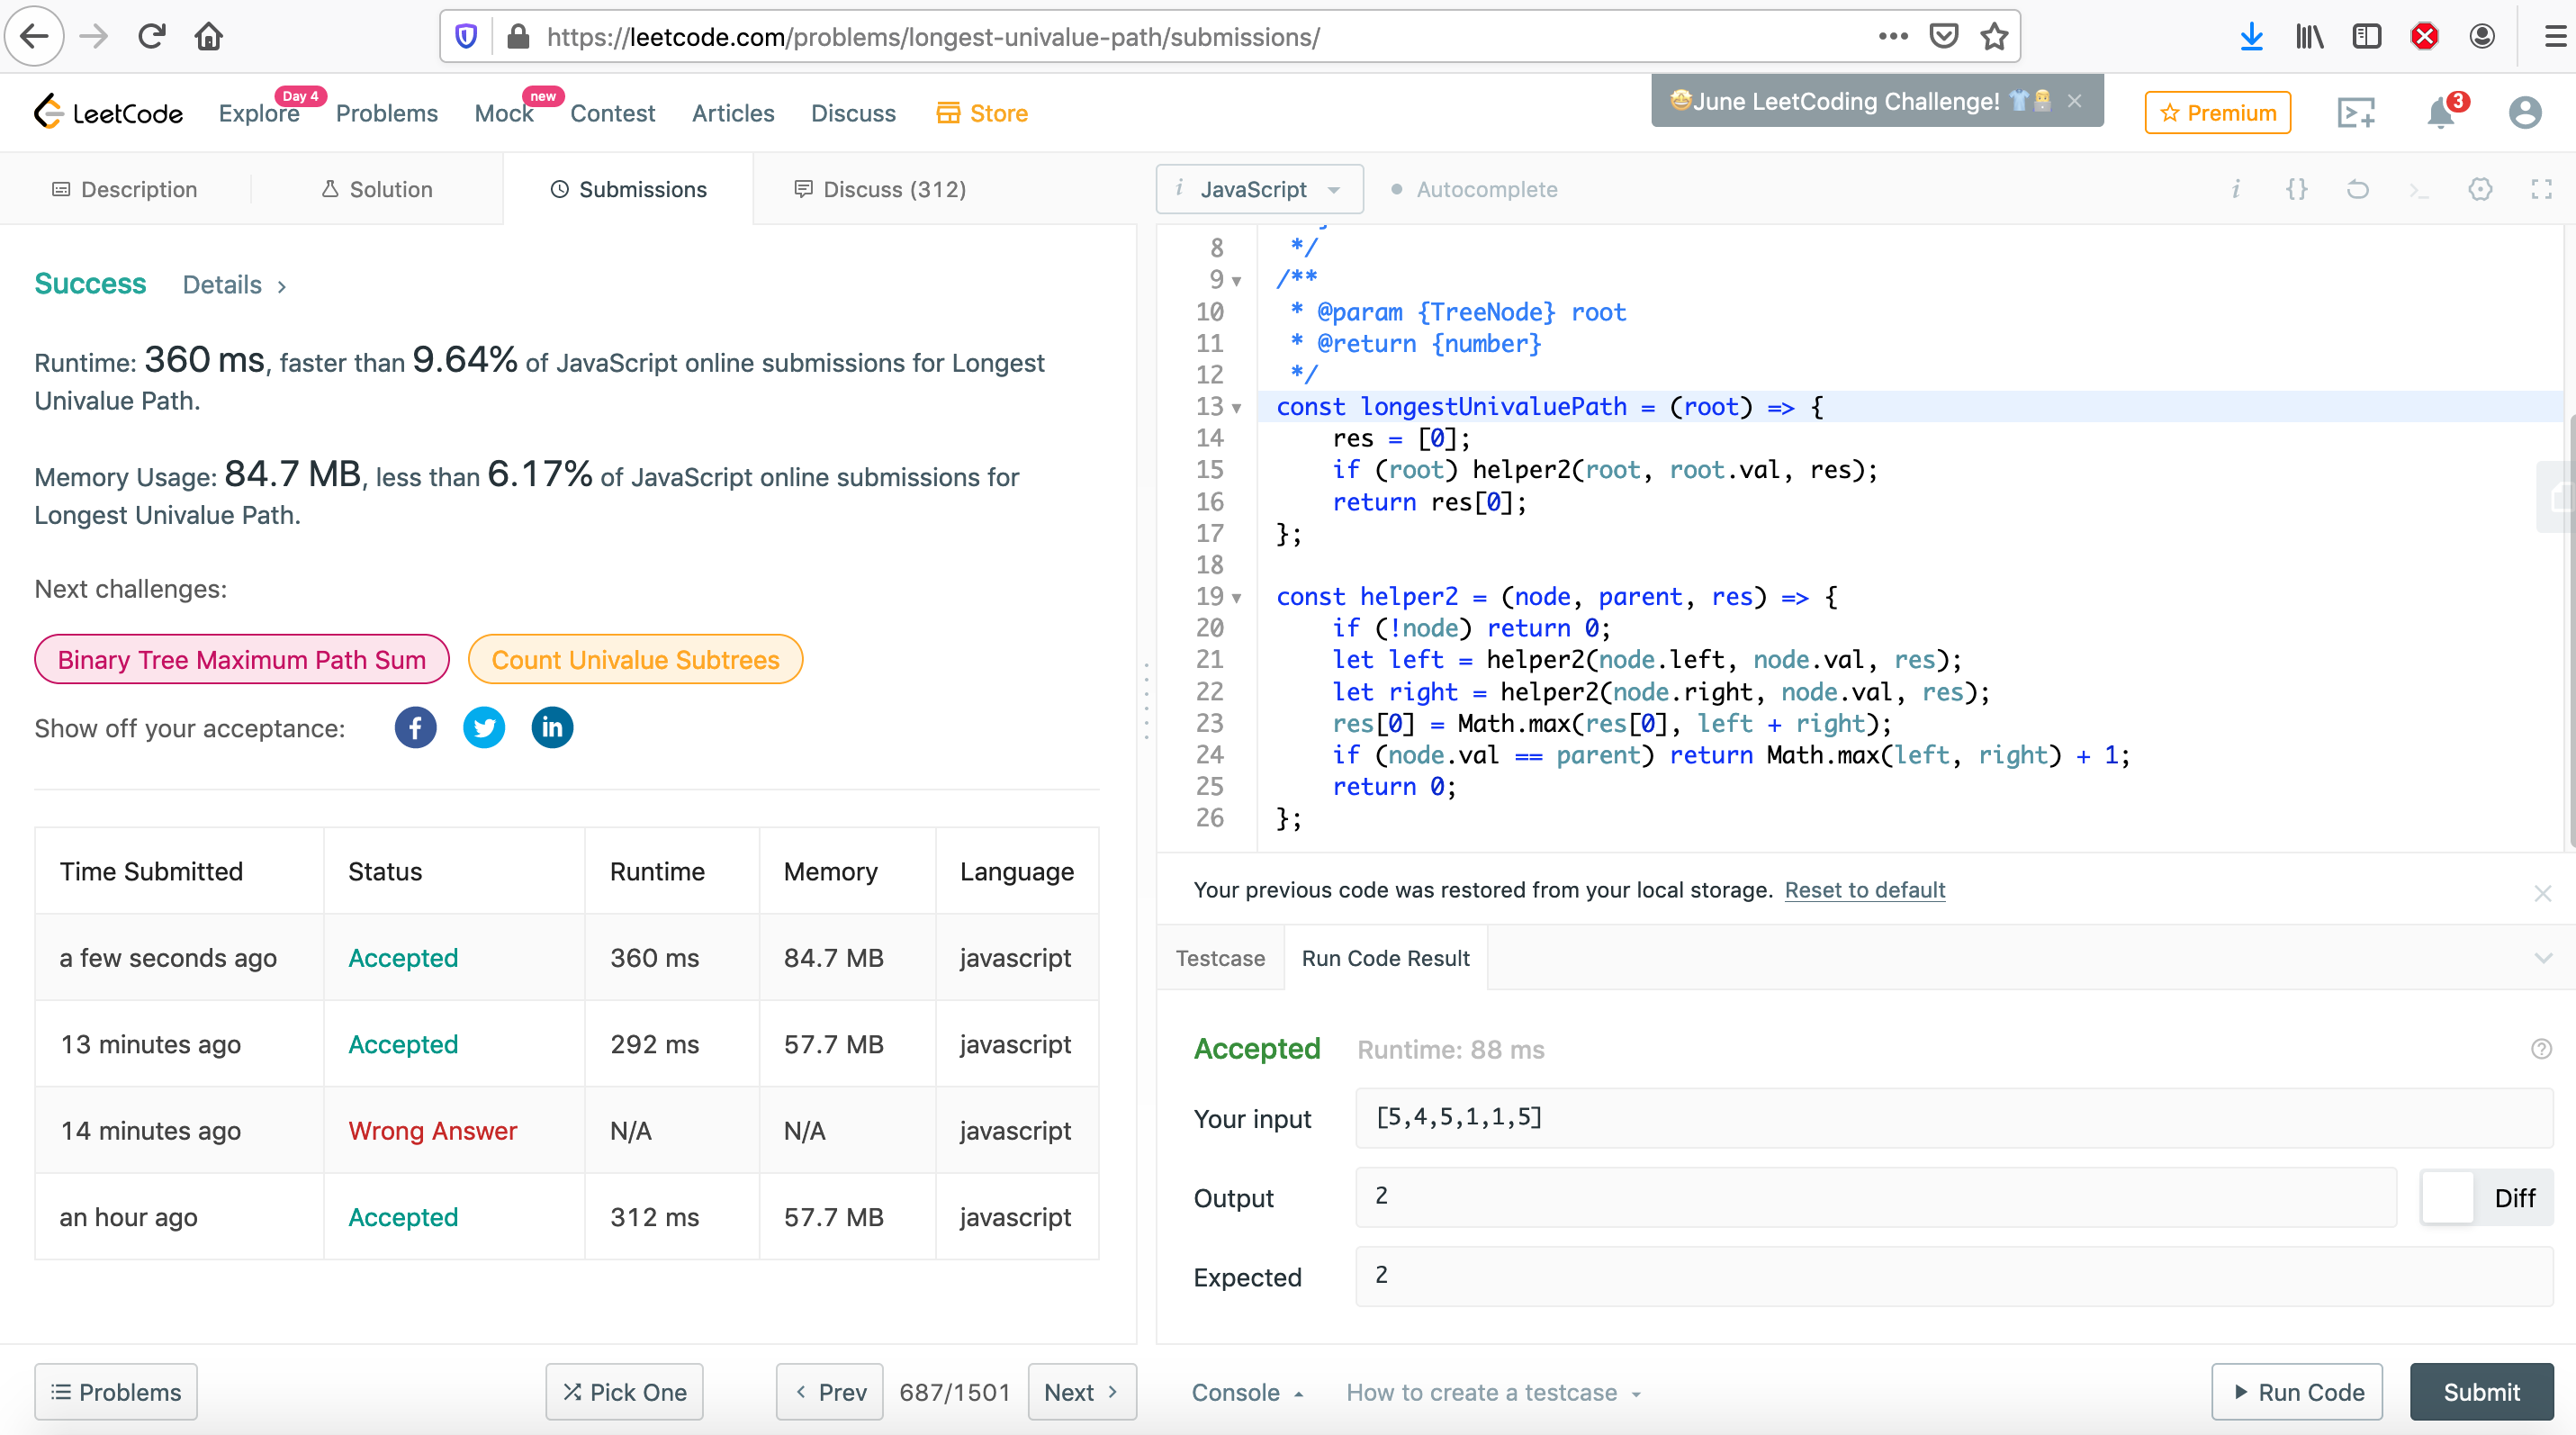 https://leetcode.com/problems/longest-univalue-path/submissions/
LeetCode
Explore
Day 4
Problems
Mock
new
Contest
Articles
Discuss
Store
🤩June LeetCoding Challenge! 👕👨‍💻 ×
Premium
3
Description
Solution
Submissions
Discuss (312)
i JavaScript
Autocomplete
Success Details >
Runtime: 360 ms, faster than 9.64% of JavaScript online submissions for Longest
Univalue Path.
Memory Usage: 84.7 MB, less than 6.17% of JavaScript online submissions for
Longest Univalue Path.
Next challenges:
Binary Tree Maximum Path Sum
Count Univalue Subtrees
Show off your acceptance:
Time Submitted Status Runtime Memory Language
a few seconds ago Accepted 360 ms 84.7 MB javascript
13 minutes ago Accepted 292 ms 57.7 MB javascript
14 minutes ago Wrong Answer N/A N/A javascript
an hour ago Accepted 312 ms 57.7 MB javascript
8 */
9 /**
10 * @param {TreeNode} root
11 * @return {number}
12 */
13 const longestUnivaluePath = (root) => {
14 res = [0];
15 if (root) helper2(root, root.val, res);
16 return res[0];
17 };
18
19 const helper2 = (node, parent, res) => {
20 if (!node) return 0;
21 let left = helper2(node.left, node.val, res);
22 let right = helper2(node.right, node.val, res);
23 res[0] = Math.max(res[0], left + right);
24 if (node.val == parent) return Math.max(left, right) + 1;
25 return 0;
26 };
Your previous code was restored from your local storage. Reset to default
Testcase
Run Code Result
Accepted Runtime: 88 ms
Your input [5,4,5,1,1,5]
Output 2
Diff
Expected 2
Problems
Pick One
< Prev
687/1501
Next >
Console
How to create a testcase
Run Code
Submit